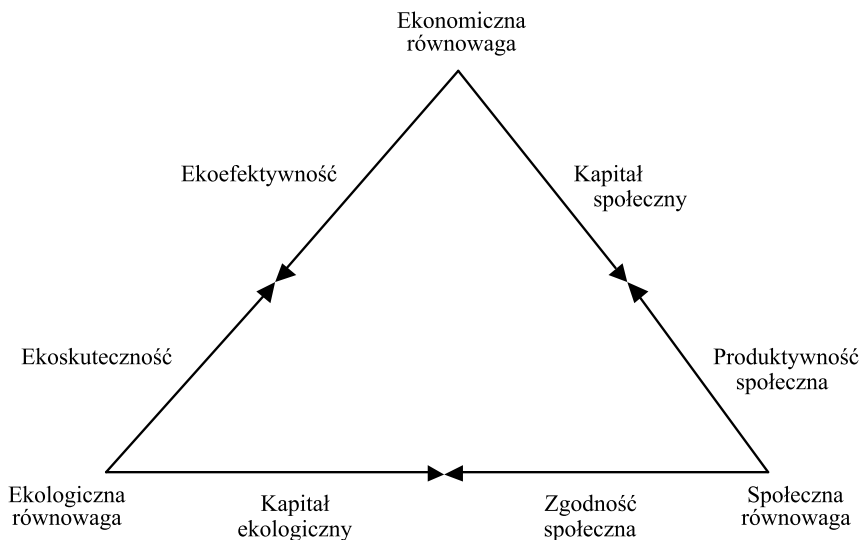 Ekonomiczna
równowaga
Ekoefektywność
Kapitał
społeczny
Ekoskuteczność
Produktywność
społeczna
Ekologiczna
równowaga
Kapitał
ekologiczny
Zgodność
społeczna
Społeczna
równowaga